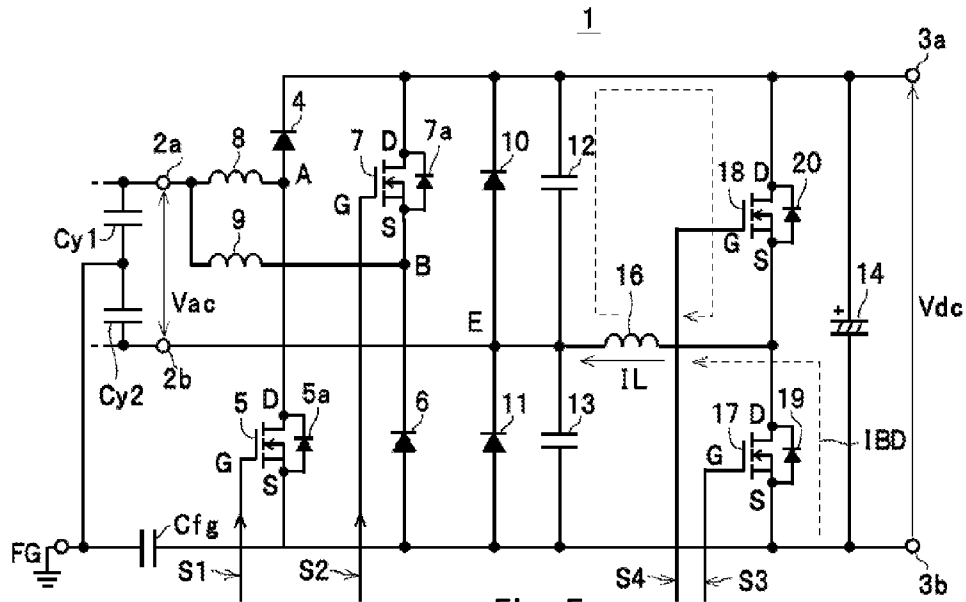 1
3a
4
D
7a
7
8
10
12
D
20
2a
A
18
G
S
G
S
Cy1
9
B
16
14
Vdc
Vac
E
+
IL
Cy2
2b
D
5
5a
6
11
13
D
19
17
IBD
G
S
G
S
FG
Cfg
S1
S2
S4
S3
3b